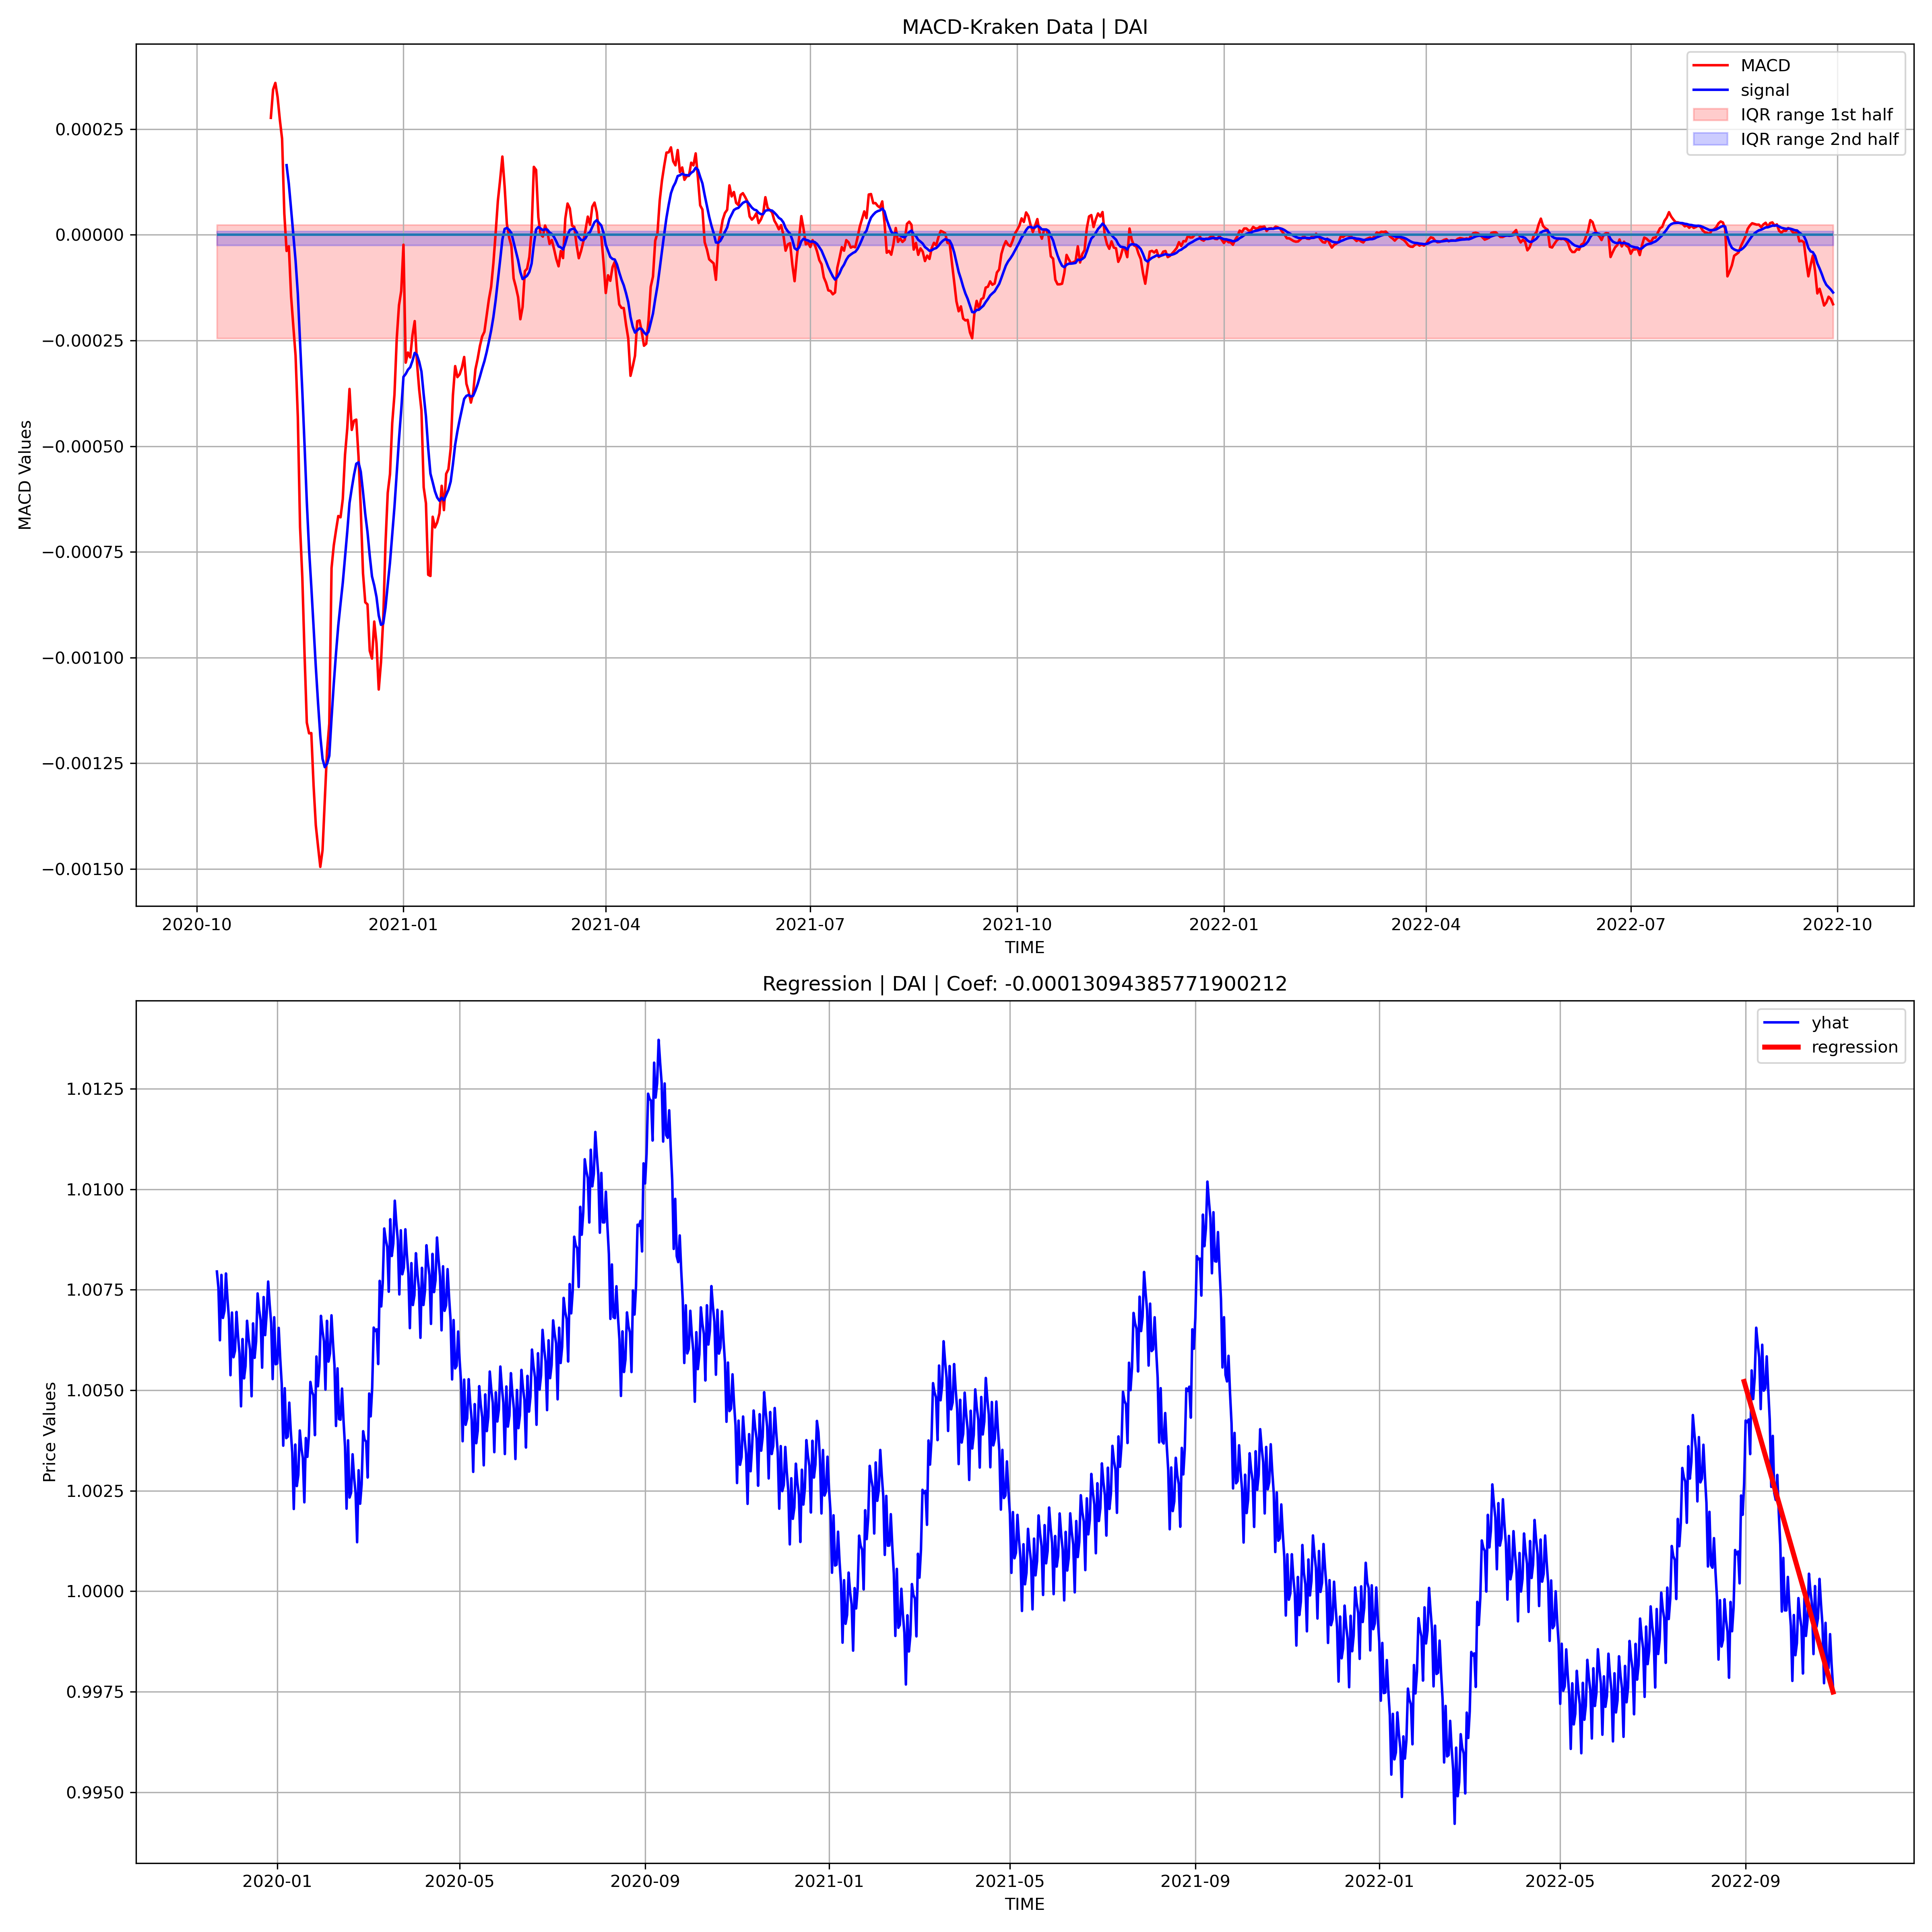 MACD-Kraken Data | DAI
MACD
signal
IQR range 1st half
IQR range 2nd half
0.00025
0.00000
−0.00025
−0.00050
−0.00075
−0.00100
−0.00125
−0.00150
MACD Values
2020-10 2021-01 2021-04 2021-07 2021-10 2022-01 2022-04 2022-07 2022-10
TIME
Regression | DAI | Coef: -0.00013094385771900212
yhat
regression
1.0125
1.0100
1.0075
1.0050
1.0025
1.0000
0.9975
0.9950
Price Values
2020-01 2020-05 2020-09 2021-01 2021-05 2021-09 2022-01 2022-05 2022-09
TIME